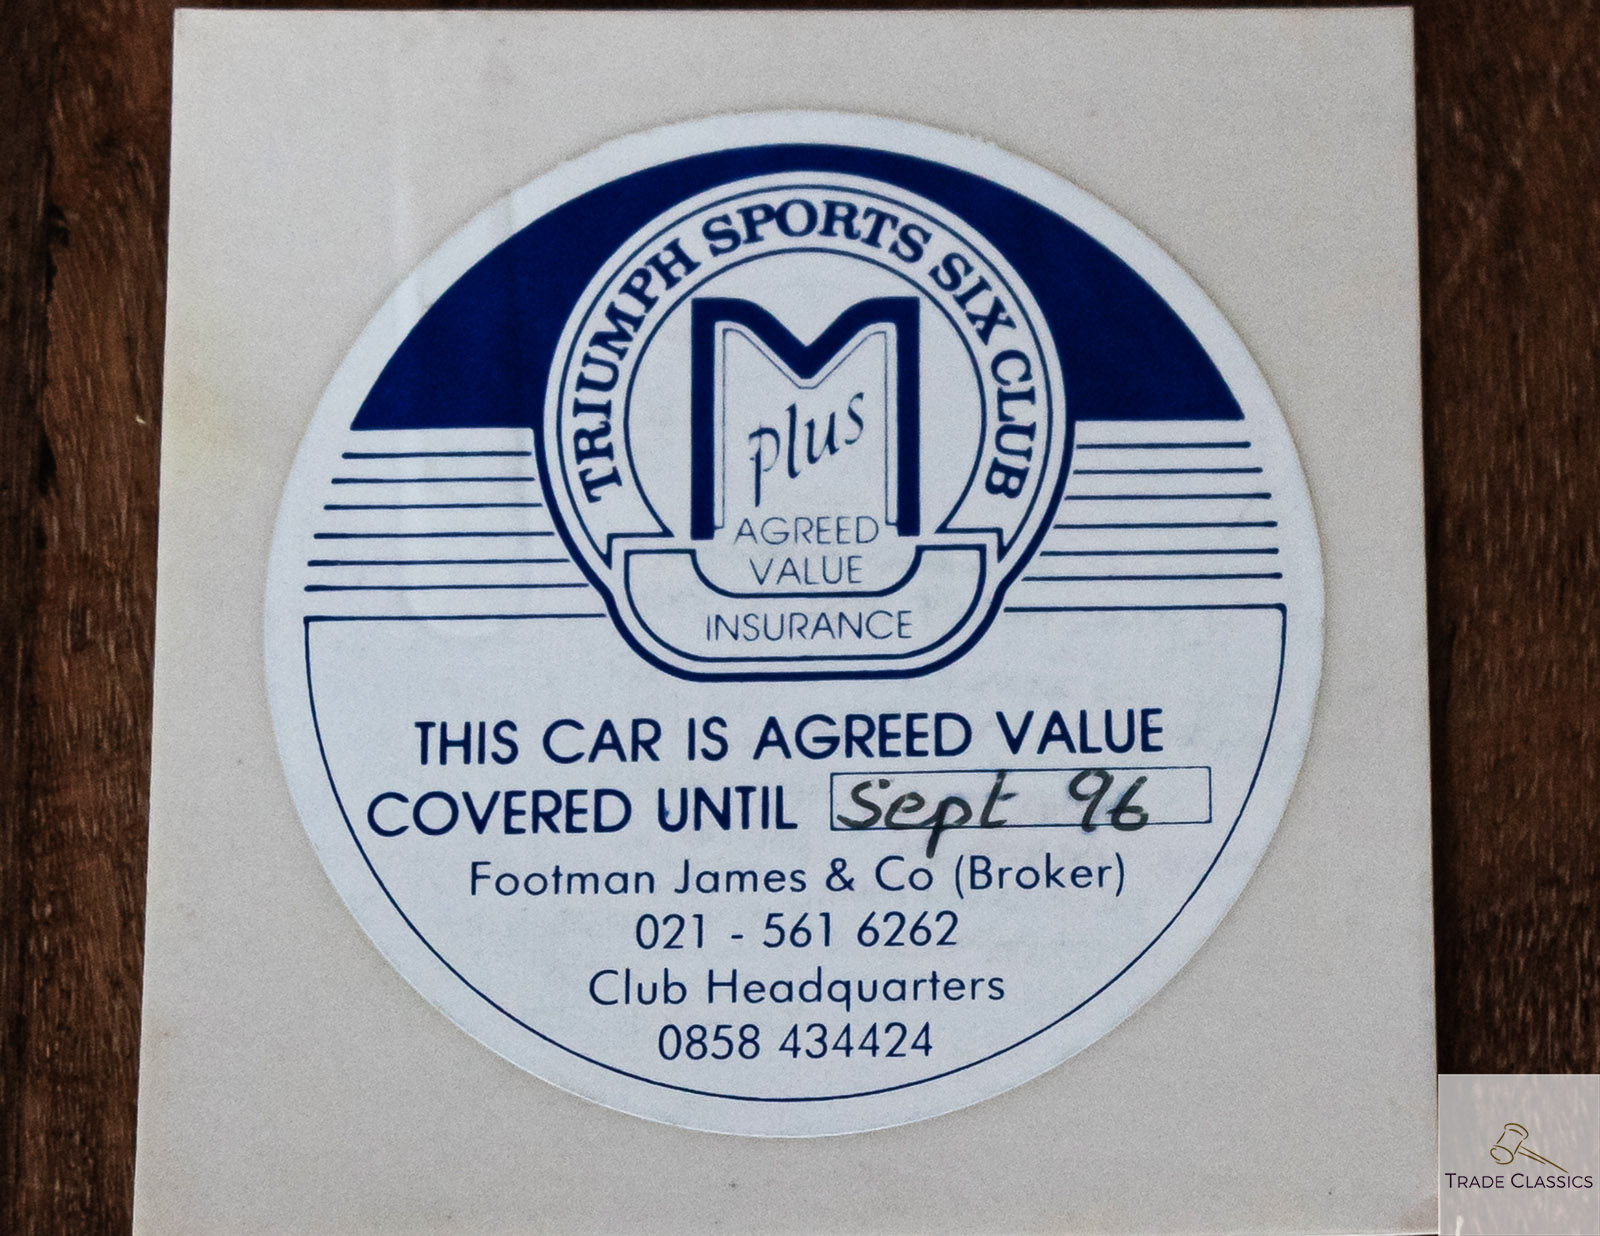 TRIUMPH SPORTS SIX CLUB
M
plus
AGREED
VALUE
INSURANCE
THIS CAR IS AGREED VALUE
COVERED UNTIL Sept 96
Footman James & Co (Broker)
021 - 561 6262
Club Headquarters
0858 434424
TRADE CLASSICS